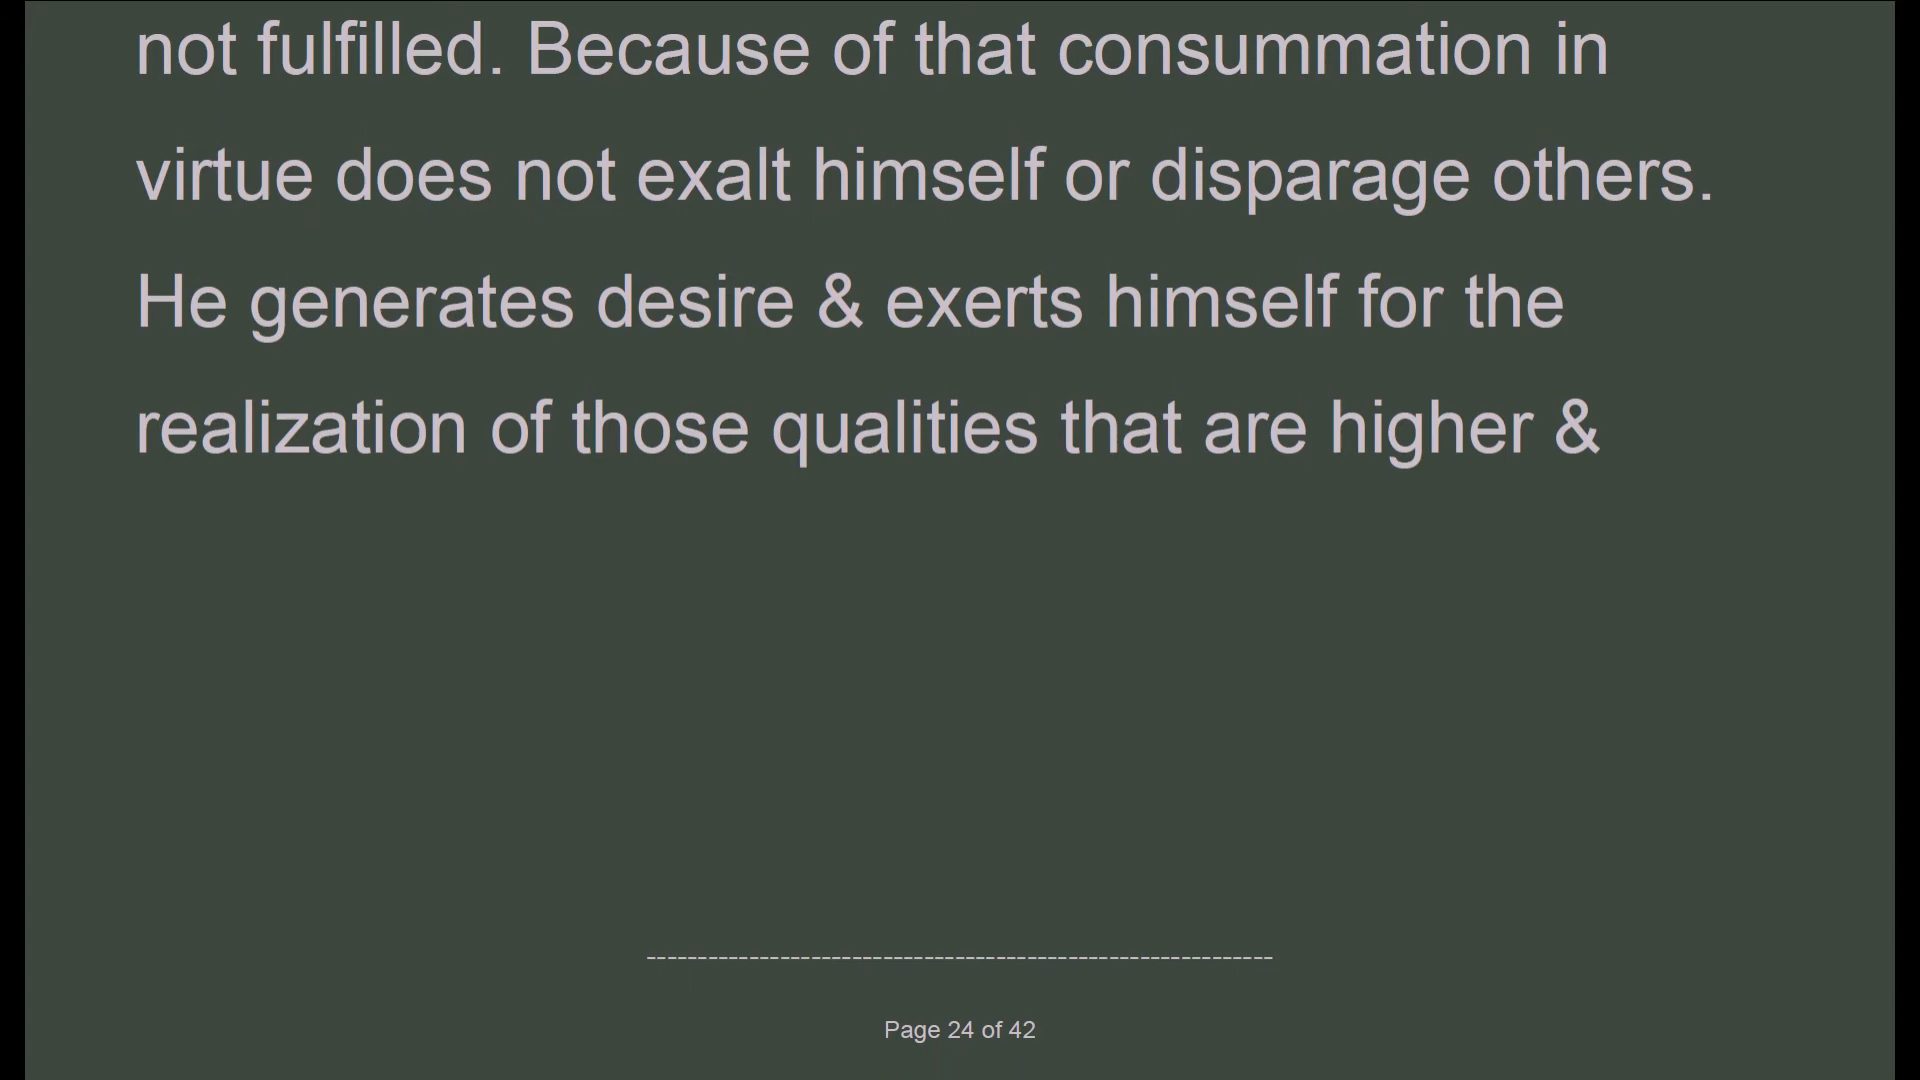 not fulfilled. Because of that consummation in
virtue does not exalt himself or disparage others.
He generates desire & exerts himself for the
realization of those qualities that are higher &
-------------------------------------------------------------
Page 24 of 42